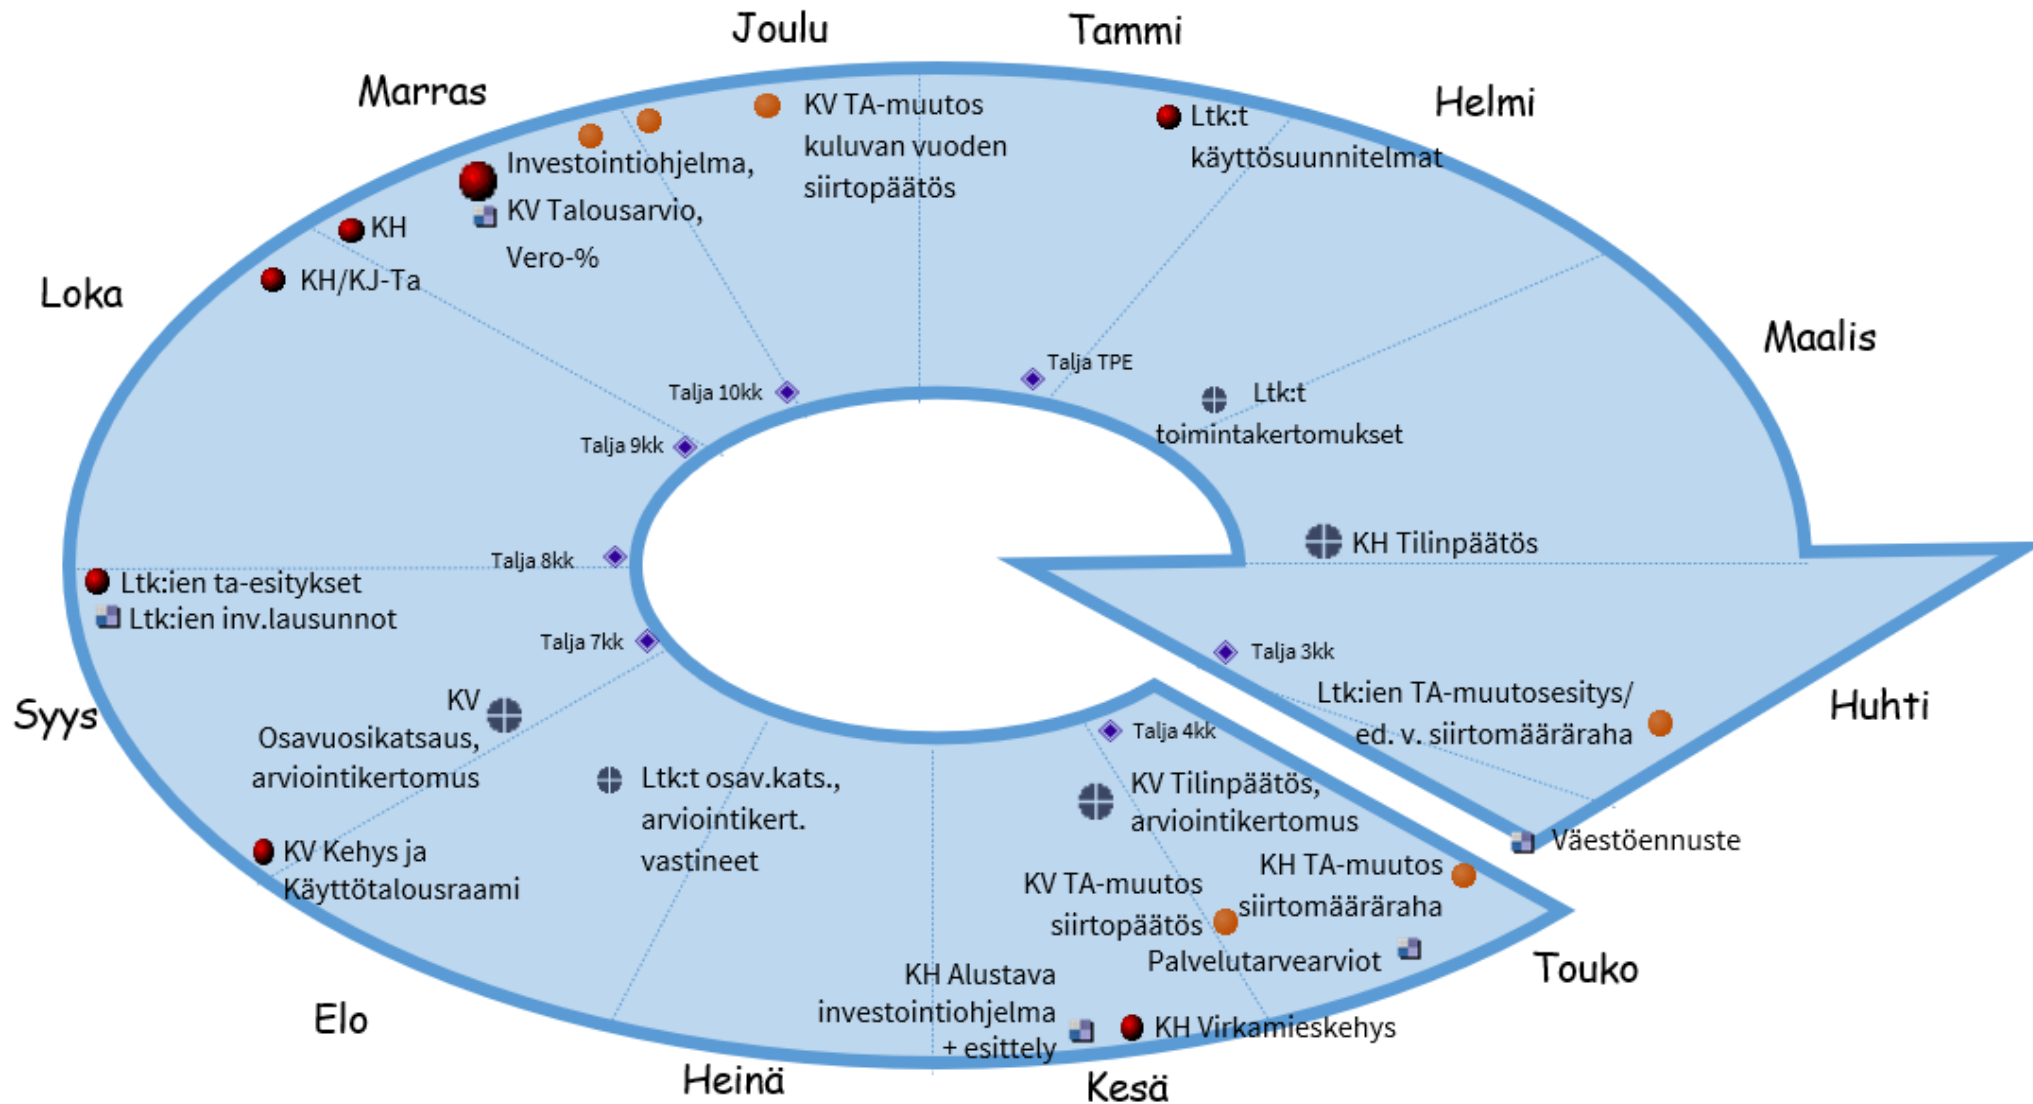 Joulu
Tammi
Marras
Helmi
KV TA-muutos
kuluvan vuoden
siirtopäätös
Ltk:t
käyttösuunnitelmat
Investointiohjelma,
KV Talousarvio,
Vero-%
KH
KH/KJ-Ta
Loka
Maalis
Talja TPE
Talja 10kk
Ltk:t
toimintakertomukset
Talja 9kk
KH Tilinpäätös
Talja 8kk
Ltk:ien ta-esitykset
Ltk:ien inv.lausunnot
Talja 7kk
Talja 3kk
Syys
KV
Osavuosikatsaus,
arviointikertomus
Ltk:ien TA-muutosesitys/
ed. v. siirtomääräraha
Huhti
Talja 4kk
Ltk:t osav.kats.,
arviointikert.
vastineet
KV Tilinpäätös,
arviointikertomus
Väestöennuste
KV Kehys ja
Käyttötalousraami
KH TA-muutos
siirtomääräraha
KV TA-muutos
siirtopäätös
Palvelutarvearviot
Touko
KH Alustava
investointiohjelma
+ esittely
KH Virkamieskehys
Elo
Heinä
Kesä